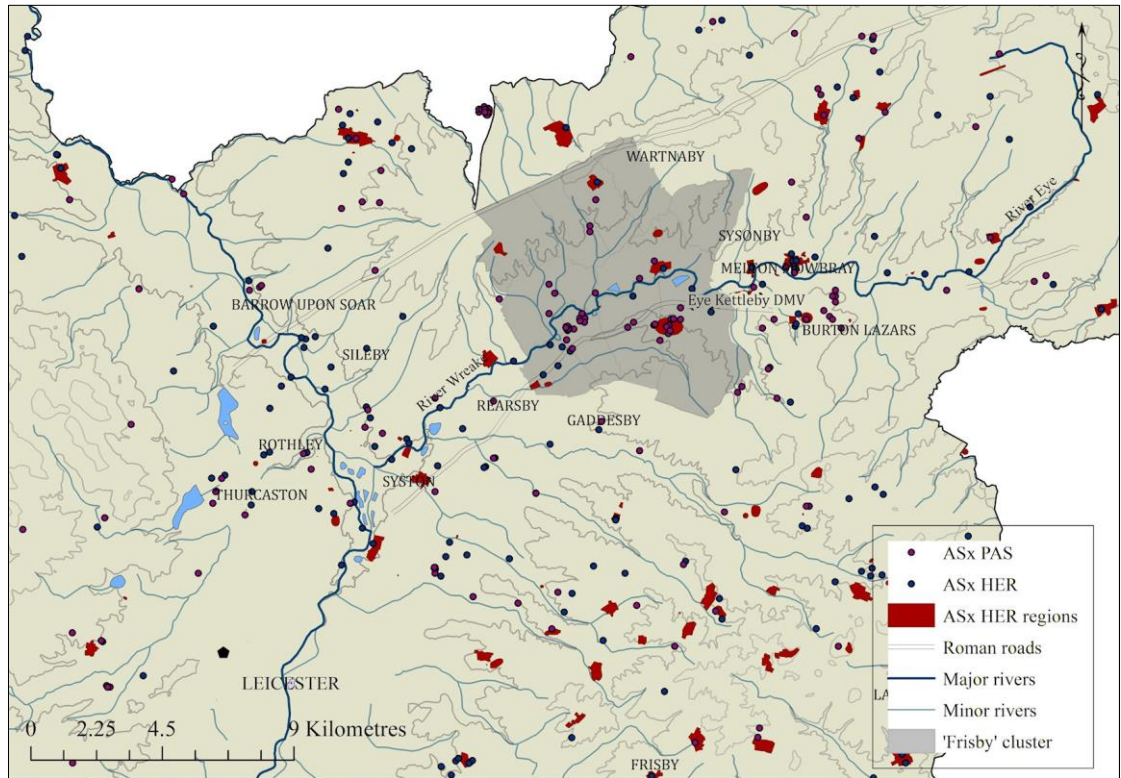 WARTNABY
River Eye
SYSONBY
MELTON MOWBRAY
Eye Kettleby DMV
BARROW UPON SOAR
BURTON LAZARS
SILEBY
River Wreake
REARSBY
GADDESBY
ROTHLEY
SYSTON
THURCASTON
ASx PAS
ASx HER
ASx HER regions
Roman roads
Major rivers
Minor rivers
'Frisby' cluster
LEICESTER
LA
0 2.25 4.5 9 Kilometres
FRISBY